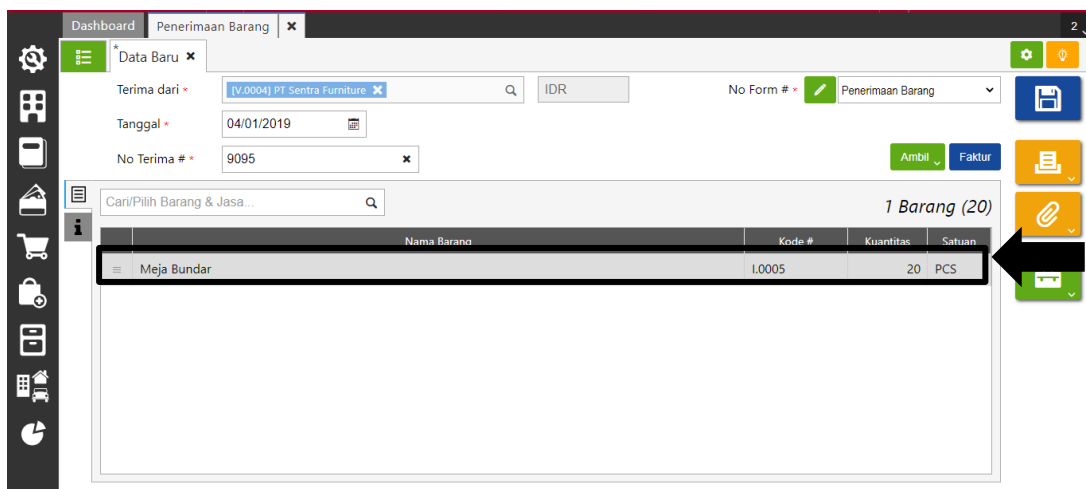 Dashboard Penerimaan Barang
2
*Data Baru
Terima dari * [V.0004] PT Sentra Furniture IDR No Form # * Penerimaan Barang
Tanggal * 04/01/2019
No Terima # * 9095 Ambil Faktur
Cari/Pilih Barang & Jasa... 1 Barang (20)
Nama Barang Kode # Kuantitas Satuan
Meja Bundar I.0005 20 PCS